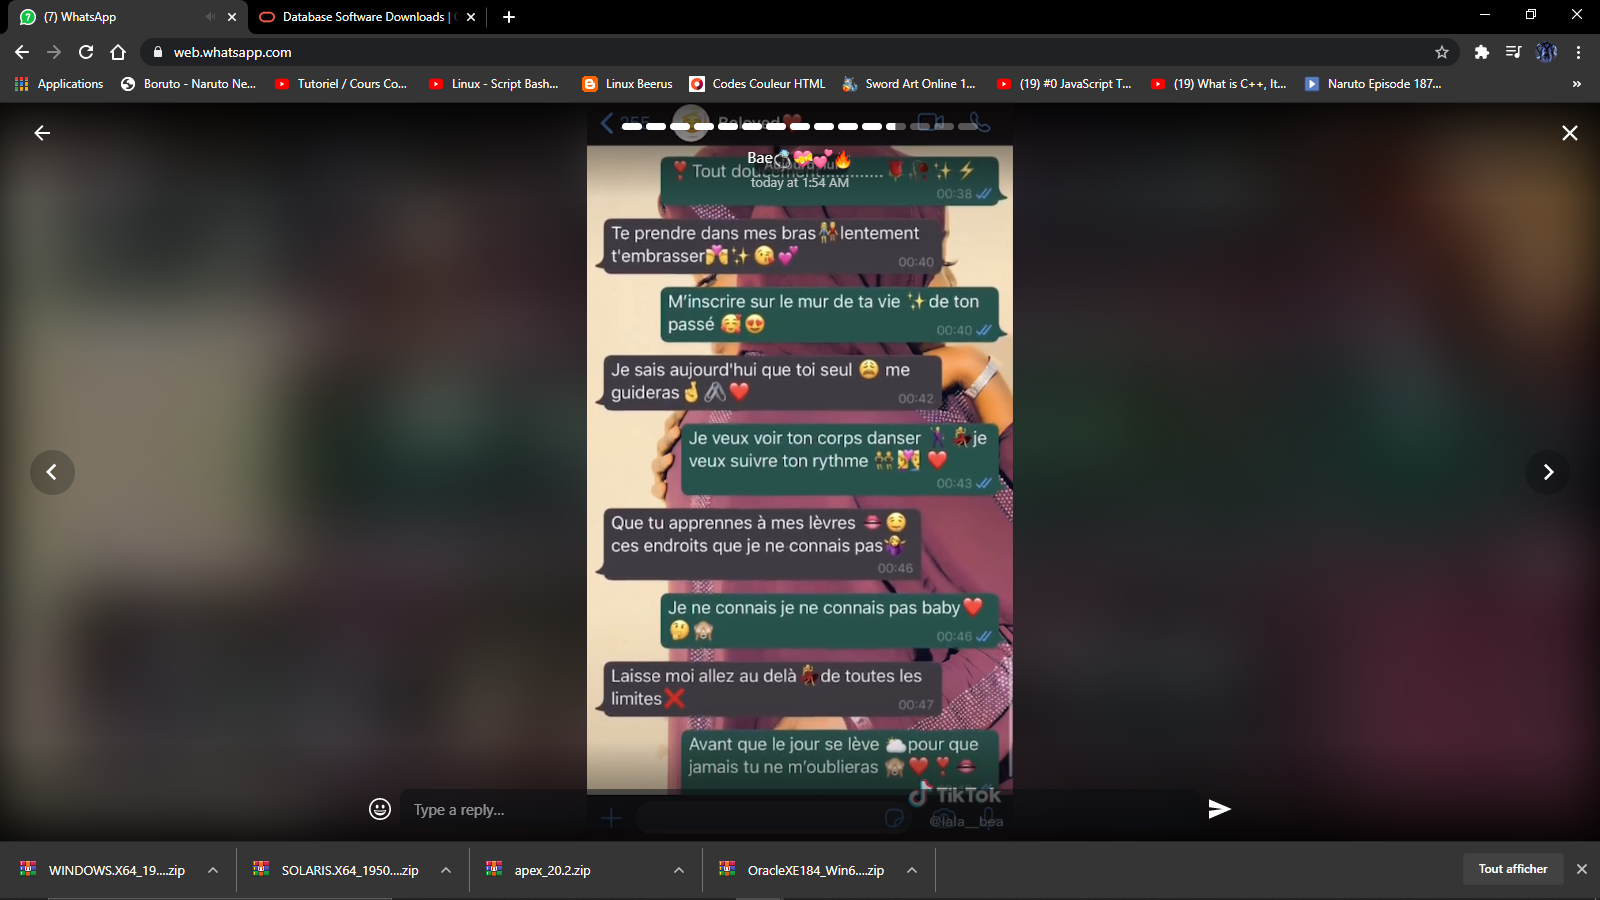 (7) WhatsApp
Database Software Downloads |
web.whatsapp.com
Applications
Boruto - Naruto Ne...
Tutoriel / Cours Co...
Linux - Script Bash...
Linux Beerus
Codes Couleur HTML
Sword Art Online 1...
(19) #0 JavaScript T...
(19) What is C++, It...
Naruto Episode 187...
»
Beloved❤️
Bae💍💝💕🔥
today at 1:54 AM
❣️Tout doucement............. 🌹🥀✨⚡
00:38
Te prendre dans mes bras👫lentement
t'embrasser💏✨😘💕
00:40
M'inscrire sur le mur de ta vie ✨de ton
passé 🥰😍
00:40
Je sais aujourd'hui que toi seul 😩 me
guideras🤞🖇️❤️
00:42
Je veux voir ton corps danser 🕺💃je
veux suivre ton rythme 👯💏 ❤️
00:43
Que tu apprennes à mes lèvres 👄☺️
ces endroits que je ne connais pas🤷‍♀️
00:46
Je ne connais je ne connais pas baby❤️
🤔🙈
00:46
Laisse moi allez au delà💃de toutes les
limites❌
00:47
Avant que le jour se lève 🌥️pour que
jamais tu ne m'oublieras 🙈❤️❣️👄
TikTok
@lala__bea
Type a reply...
WINDOWS.X64_19....zip
SOLARIS.X64_1950....zip
apex_20.2.zip
OracleXE184_Win6....zip
Tout afficher